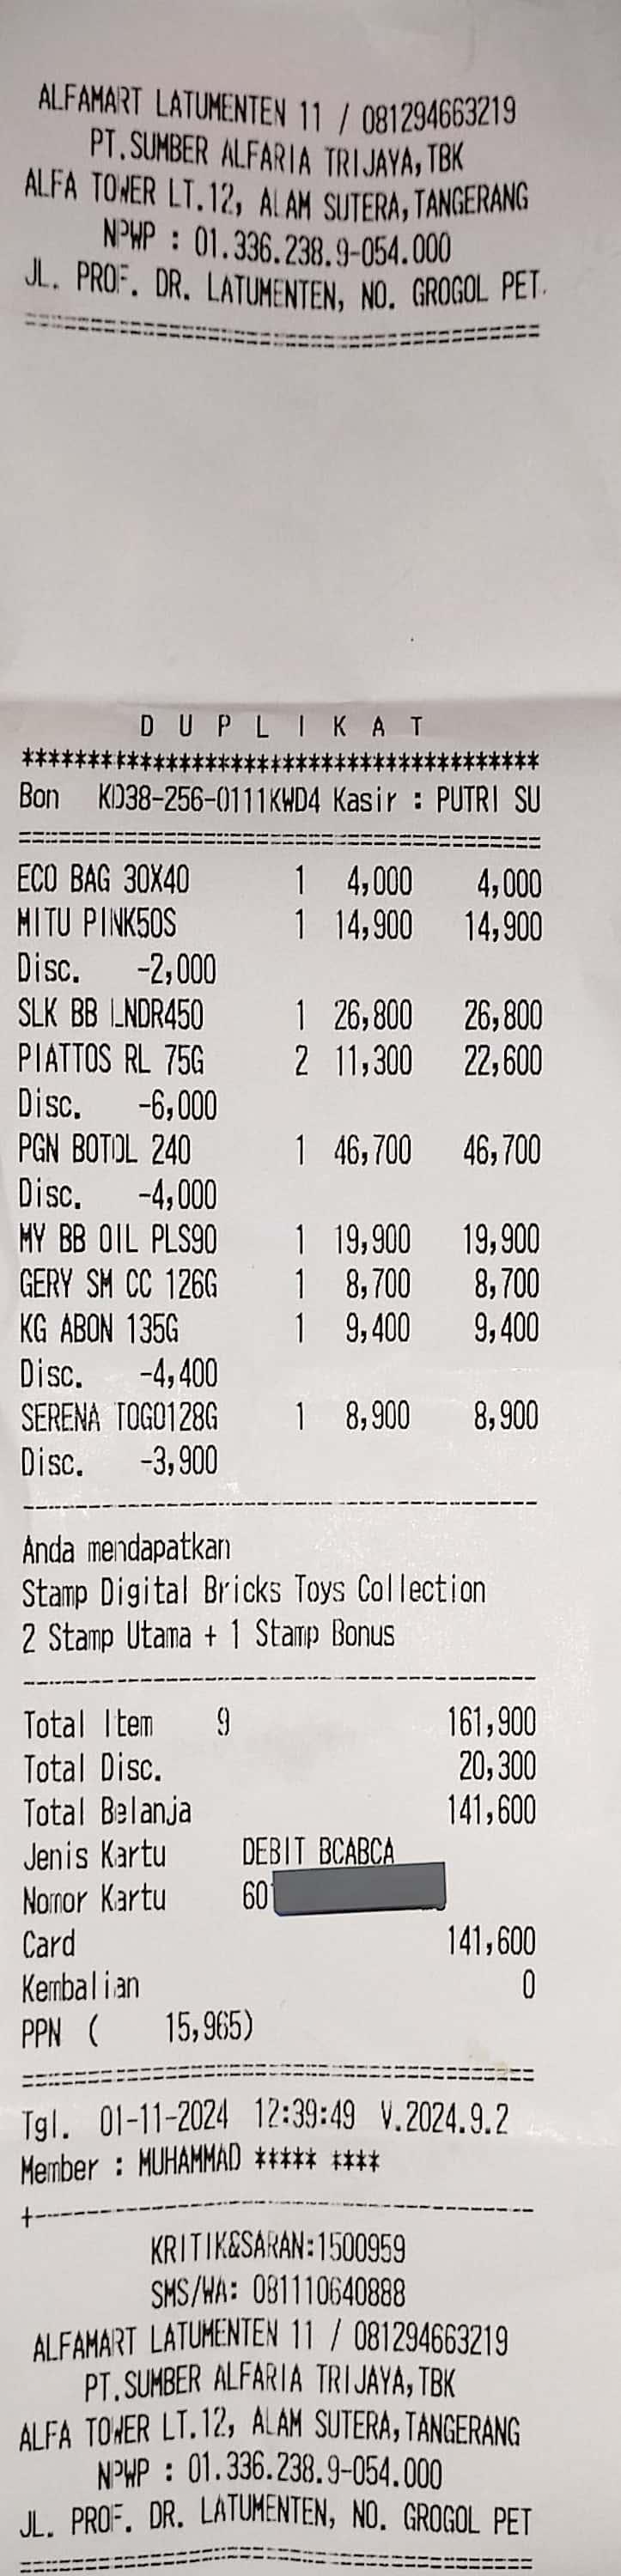 ALFAMART LATUMENTEN 11 / 081294663219
PT.SUMBER ALFARIA TRIJAYA,TBK
ALFA TOWER LT.12, ALAM SUTERA,TANGERANG
NPWP : 01.336.238.9-054.000
JL. PROF. DR. LATUMENTEN, NO. GROGOL PET.
========================================
D U P L I K A T
****************************************
Bon KD38-256-0111KWD4 Kasir : PUTRI SU
========================================
ECO BAG 30X40 1 4,000 4,000
MITU PINK50S 1 14,900 14,900
Disc. -2,000
SLK BB LNDR450 1 26,800 26,800
PIATTOS RL 75G 2 11,300 22,600
Disc. -6,000
PGN BOTOL 240 1 46,700 46,700
Disc. -4,000
MY BB OIL PLS90 1 19,900 19,900
GERY SM CC 126G 1 8,700 8,700
KG ABON 135G 1 9,400 9,400
Disc. -4,400
SERENA TOGO128G 1 8,900 8,900
Disc. -3,900
----------------------------------------
Anda mendapatkan
Stamp Digital Bricks Toys Collection
2 Stamp Utama + 1 Stamp Bonus
----------------------------------------
Total Item 9 161,900
Total Disc. 20,300
Total Belanja 141,600
Jenis Kartu DEBIT BCABCA
Nomor Kartu 60
Card 141,600
Kembalian 0
PPN ( 15,965)
========================================
Tgl. 01-11-2024 12:39:49 V.2024.9.2
Member : MUHAMMAD ***** ****
+---------------------------------------
KRITIK&SARAN:1500959
SMS/WA: 081110640888
ALFAMART LATUMENTEN 11 / 081294663219
PT.SUMBER ALFARIA TRIJAYA,TBK
ALFA TOWER LT.12, ALAM SUTERA,TANGERANG
NPWP : 01.336.238.9-054.000
JL. PROF. DR. LATUMENTEN, NO. GROGOL PET
========================================